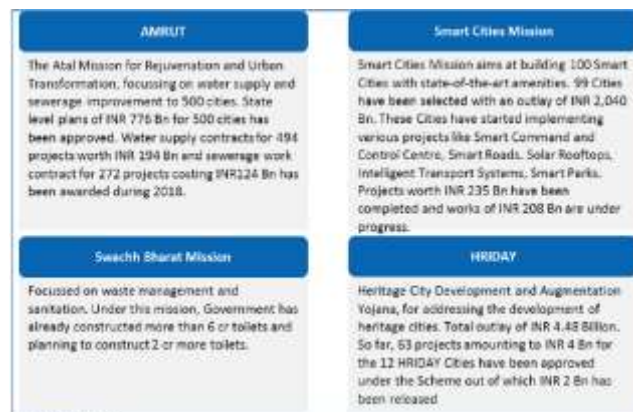 AMRUT
The Atal Mission for Rejuvenation and Urban
Transformation, focussing on water supply and
sewerage improvement to 500 cities. State
level plans of INR 776 Bn for 500 cities has
been approved. Water supply contracts for 494
projects worth INR 194 Bn and sewerage work
contract for 272 projects costing INR124 Bn has
been awarded during 2018.
Smart Cities Mission
Smart Cities Mission aims at building 100 Smart
Cities with state-of-the-art amenities. 99 Cities
have been selected with an outlay of INR 2,040
Bn. These Cities have started implementing
various projects like Smart Command and
Control Centre, Smart Roads, Solar Rooftops,
Intelligent Transport Systems, Smart Parks.
Projects worth INR 235 Bn have been
completed and works of INR 208 Bn are under
progress.
Swachh Bharat Mission
Focussed on waste management and
sanitation. Under this mission, Government has
already constructed more than 6 cr toilets and
planning to construct 2 cr more toilets.
HRIDAY
Heritage City Development and Augmentation
Yojana, for addressing the development of
heritage cities. Total outlay of INR 4.48 Billion.
So far, 63 projects amounting to INR 4 Bn for
the 12 HRIDAY Cities have been approved
under the Scheme out of which INR 2 Bn has
been released